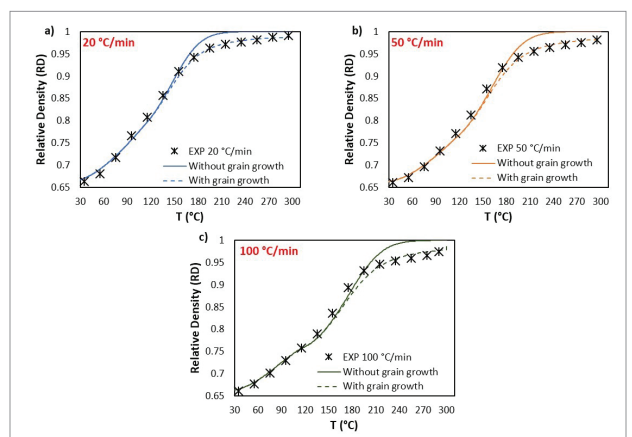 a)
20 °C/min
Relative Density (RD)
1
0.95
0.9
0.85
0.8
0.75
0.7
0.65
EXP 20 °C/min
Without grain growth
With grain growth
30 60 90 120 150 180 210 240 270 300
T (°C)
b)
50 °C/min
Relative Density (RD)
1
0.95
0.9
0.85
0.8
0.75
0.7
0.65
EXP 50 °C/min
Without grain growth
With grain growth
30 60 90 120 150 180 210 240 270 300
T (°C)
c)
100 °C/min
Relative Density (RD)
1
0.95
0.9
0.85
0.8
0.75
0.7
0.65
EXP 100 °C/min
Without grain growth
With grain growth
30 60 90 120 150 180 210 240 270 300
T (°C)